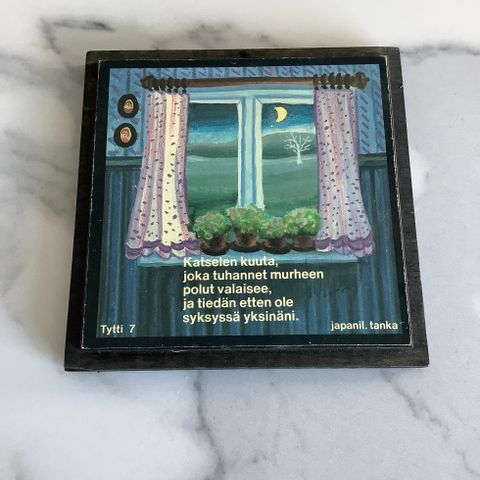 Katselen kuuta,
joka tuhannet murheen
polut valaisee,
ja tiedän etten ole
syksyssä yksinäni.
Tytti 7
japanil. tanka